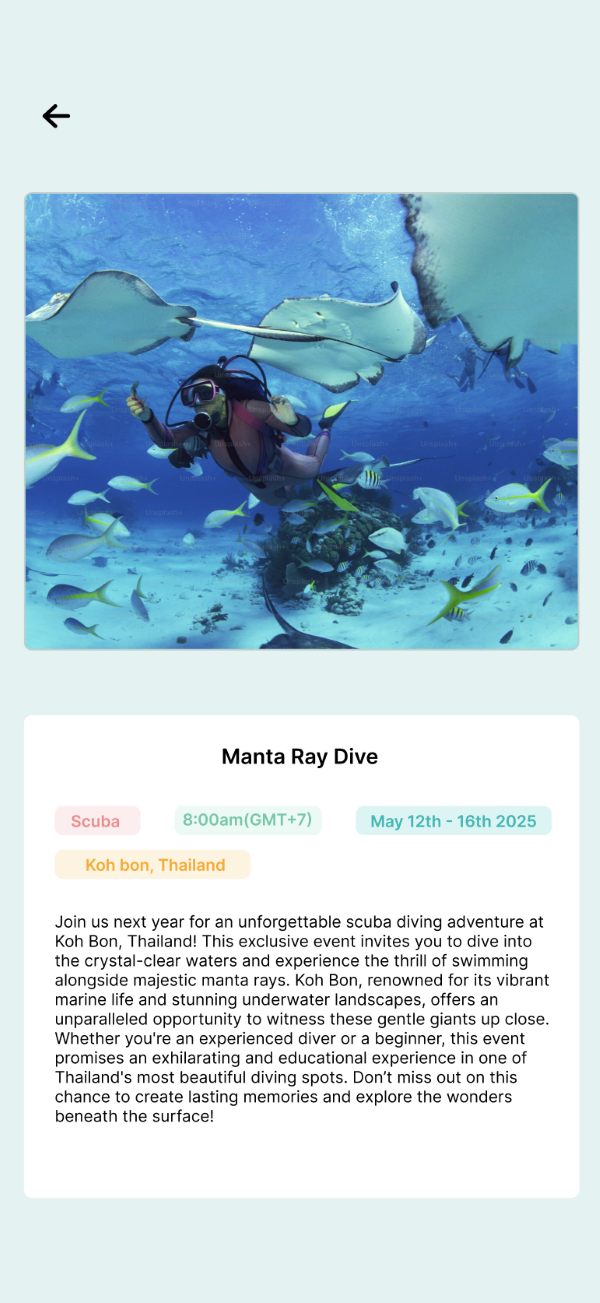 Manta Ray Dive
Scuba
8:00am(GMT+7)
May 12th - 16th 2025
Koh bon, Thailand
Join us next year for an unforgettable scuba diving adventure at
Koh Bon, Thailand! This exclusive event invites you to dive into
the crystal-clear waters and experience the thrill of swimming
alongside majestic manta rays. Koh Bon, renowned for its vibrant
marine life and stunning underwater landscapes, offers an
unparalleled opportunity to witness these gentle giants up close.
Whether you're an experienced diver or a beginner, this event
promises an exhilarating and educational experience in one of
Thailand's most beautiful diving spots. Don’t miss out on this
chance to create lasting memories and explore the wonders
beneath the surface!